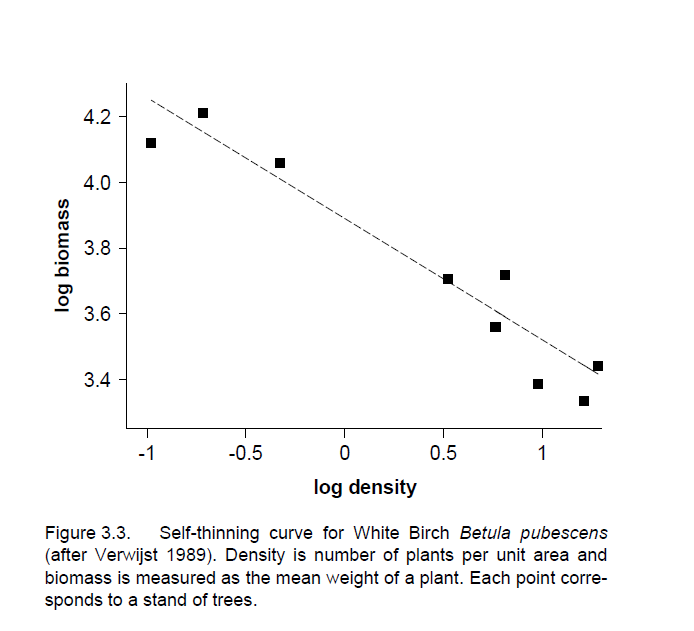 4.2
4.0
3.8
3.6
3.4
log biomass
-1 -0.5 0 0.5 1
log density
Figure 3.3. Self-thinning curve for White Birch Betula pubescens
(after Verwijst 1989). Density is number of plants per unit area and
biomass is measured as the mean weight of a plant. Each point corre-
sponds to a stand of trees.